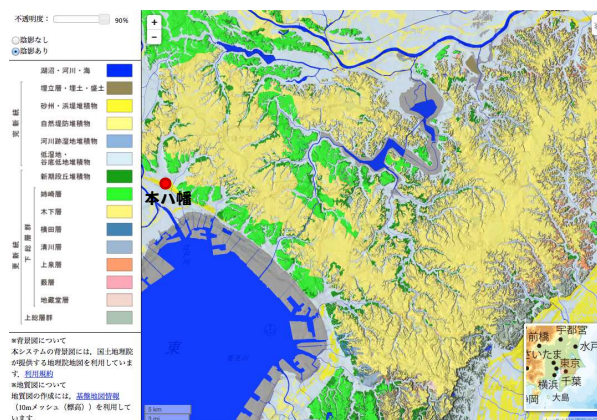 不透明度：
90%
陰影なし
陰影あり
湖沼・河川・海
埋立層・埋土・盛土
砂州・浜堤堆積物
自然堤防堆積物
河川跡湿地堆積物
低湿地・
谷底低地堆積物
新期段丘堆積物
姉崎層
木下層
横田層
清川層
上泉層
藪層
地蔵堂層
上総層群
完新統
更新統
下総層群
※背景図について
本システムの背景図には，国土地理院
が提供する地理院地図を利用していま
す．利用規約
※地質図について
地質図の作成には，基盤地図情報
（10mメッシュ（標高））を利用して
います
+
−
本八幡
東
5 km
3 mi
前橋
宇都宮
水戸
さいたま
東京
横浜
千葉
岡
大島